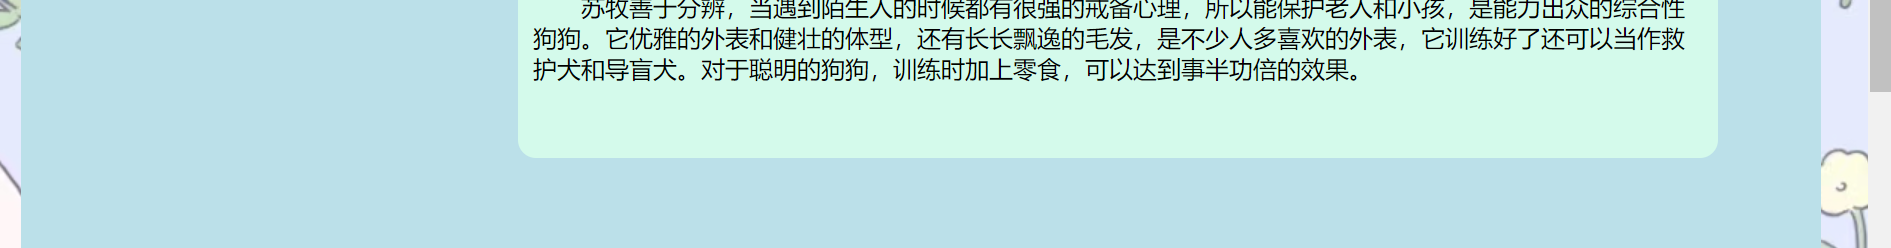 苏牧善于分辨，当遇到陌生人的时候都有很强的戒备心理，所以能保护老人和小孩，是能力出众的综合性
狗狗。它优雅的外表和健壮的体型，还有长长飘逸的毛发，是不少人多喜欢的外表，它训练好了还可以当作救
护犬和导盲犬。对于聪明的狗狗，训练时加上零食，可以达到事半功倍的效果。